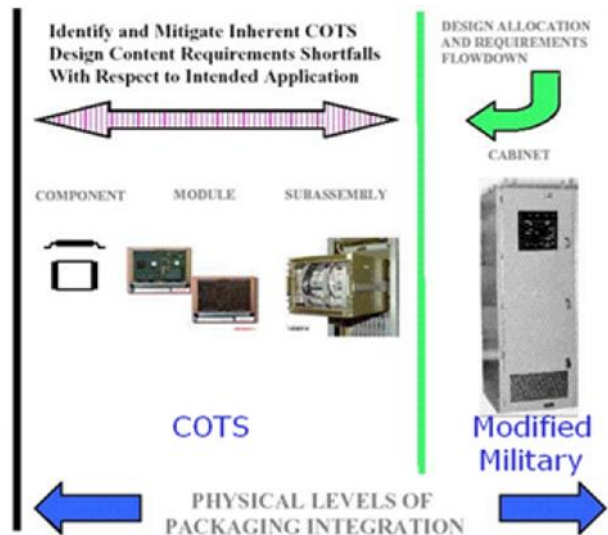 Identify and Mitigate Inherent COTS
Design Content Requirements Shortfalls
With Respect to Intended Application
DESIGN ALLOCATION
AND REQUIREMENTS
FLOWDOWN
CABINET
COMPONENT
MODULE
SUBASSEMBLY
COTS
Modified
Military
PHYSICAL LEVELS OF
PACKAGING INTEGRATION